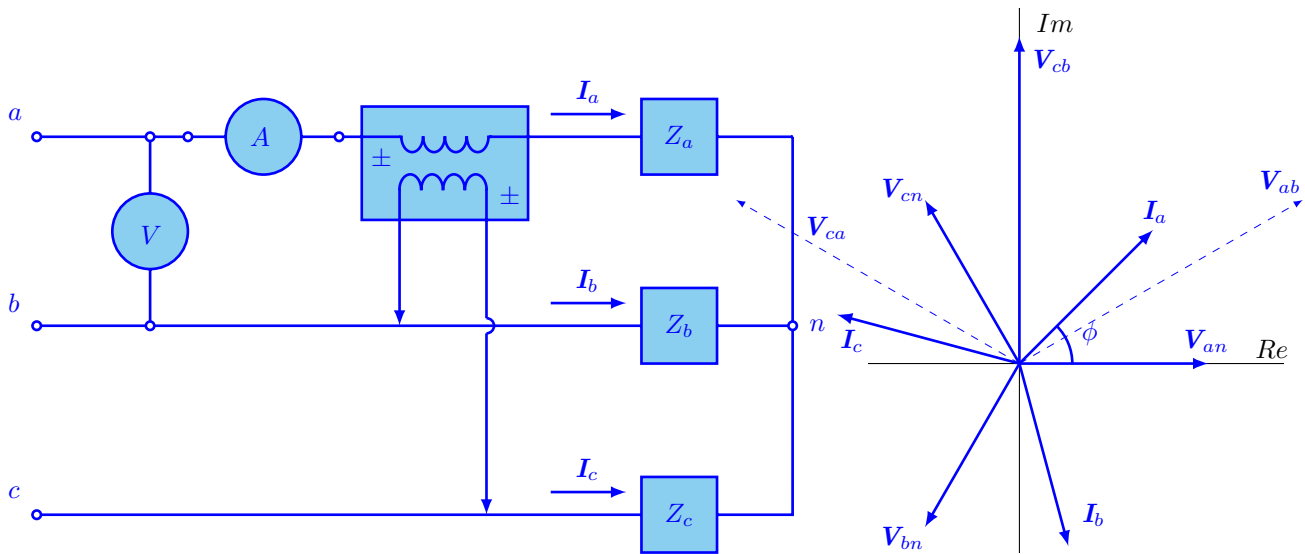 a
A
±
±
I_a
Z_a
V
b
I_b
Z_b
n
c
I_c
Z_c
Im
V_cb
V_cn
V_ab
I_a
V_ca
I_c
ϕ
V_an
Re
V_bn
I_b